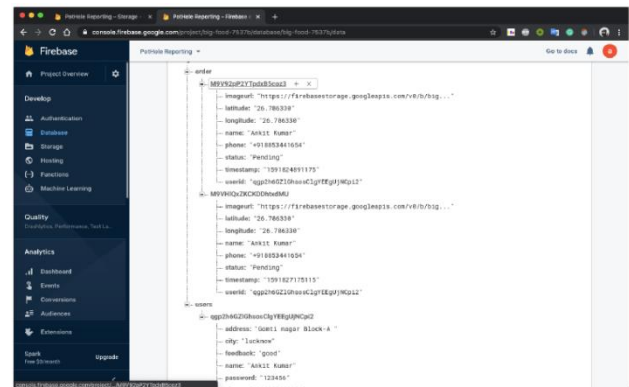 PotHole Reporting – Storage
PotHole Reporting – Firebase
console.firebase.google.com/project/big-food-7637b/database/big-food-7637b/data
Firebase
PotHole Reporting
Go to docs
Project Overview
Develop
Authentication
Database
Storage
Hosting
Functions
Machine Learning
Quality
Crashlytics, Performance, Test La...
Analytics
Dashboard
Events
Conversions
Audiences
Extensions
Spark
Free $0/month
Upgrade
order
imageurl: "https://firebasestorage.googleapis.com/v0/b/big..."
latitude: "26.786330"
longitude: "786330"
name: "Ankit Kumar"
phone: "+918853441654"
status: "Pending"
timestamp: "1591824891175"
userid:
imageurl: "https://firebasestorage.googleapis.com/v0/b/big..."
latitude: "26.786330"
longitude: "786330"
name: "Ankit Kumar"
phone: "+918853441654"
status: "Pending"
timestamp: "1591827175115"
userid:
users
address: "Gomti nagar Block-A "
city: "lucknow"
feedback: "good"
name: "Ankit Kumar"
password: "123456"